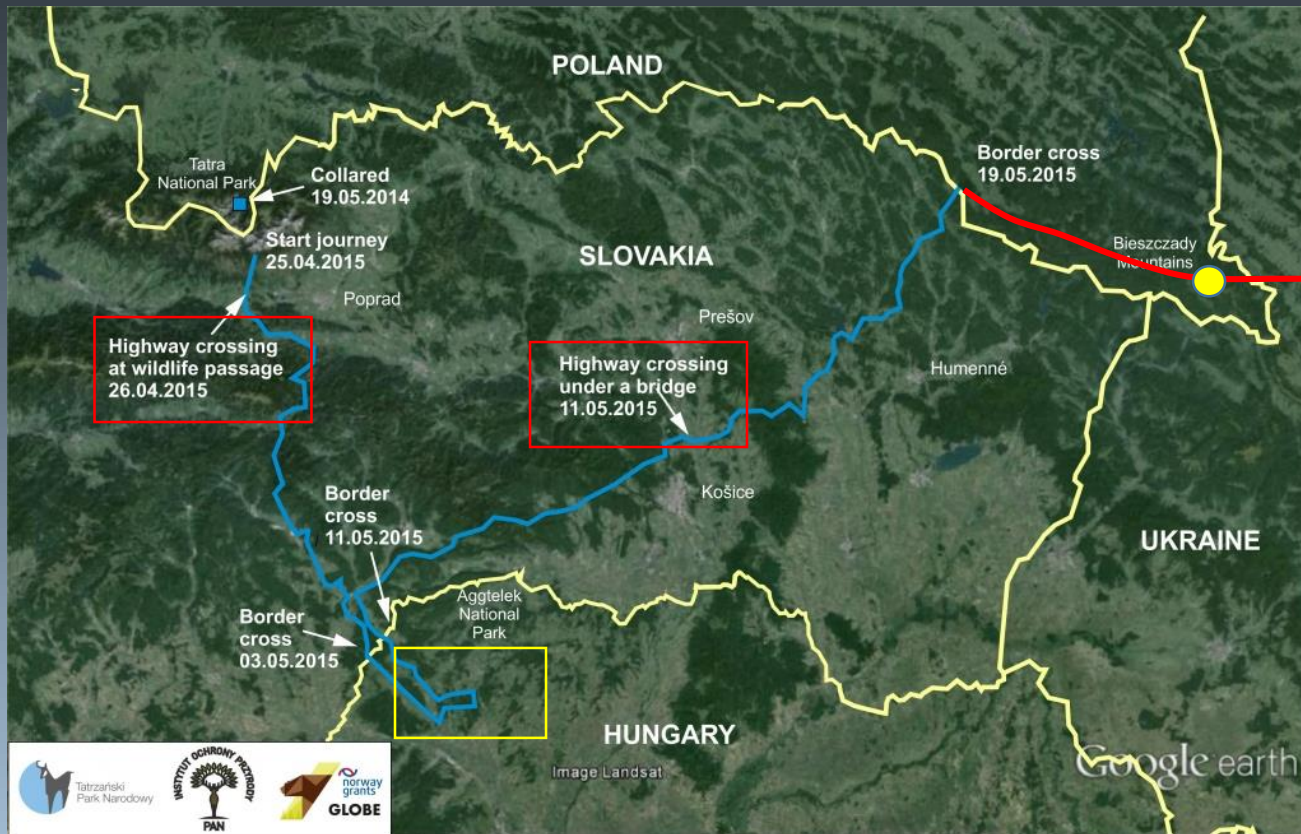 POLAND
Tatra
National Park
Collared
19.05.2014
Border cross
19.05.2015
Start journey
25.04.2015
SLOVAKIA
Bieszczady
Mountains
Poprad
Prešov
Highway crossing
at wildlife passage
26.04.2015
Highway crossing
under a bridge
11.05.2015
Humenné
Košice
Border
cross
11.05.2015
UKRAINE
Aggtelek
National
Park
Border
cross
03.05.2015
HUNGARY
Image Landsat
Google earth
Tatrzański
Park Narodowy
INSTYTUT OCHRONY PRZYRODY
PAN
norway
grants
GLOBE